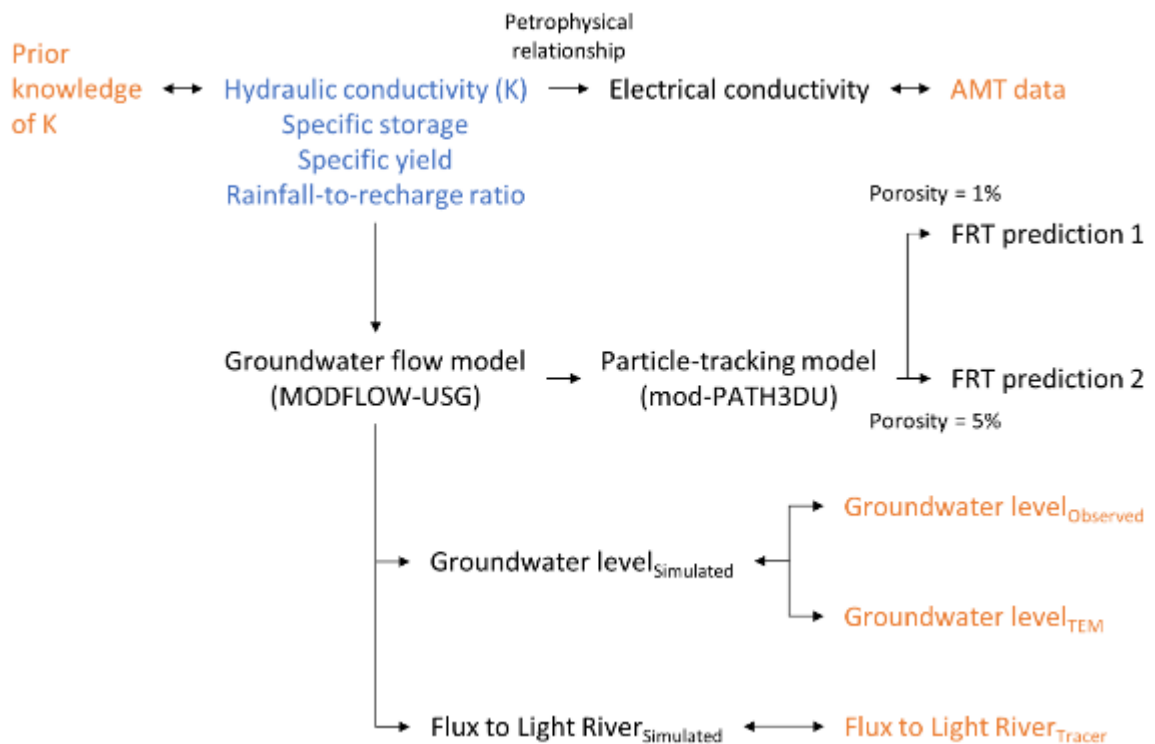 Petrophysical
relationship
Prior
knowledge
of K
Hydraulic conductivity (K)
Electrical conductivity
AMT data
Specific storage
Specific yield
Rainfall-to-recharge ratio
Porosity = 1%
FRT prediction 1
Groundwater flow model
(MODFLOW-USG)
Particle-tracking model
(mod-PATH3DU)
FRT prediction 2
Porosity = 5%
Groundwater levelObserved
Groundwater levelSimulated
Groundwater levelTEM
Flux to Light RiverSimulated
Flux to Light RiverTracer